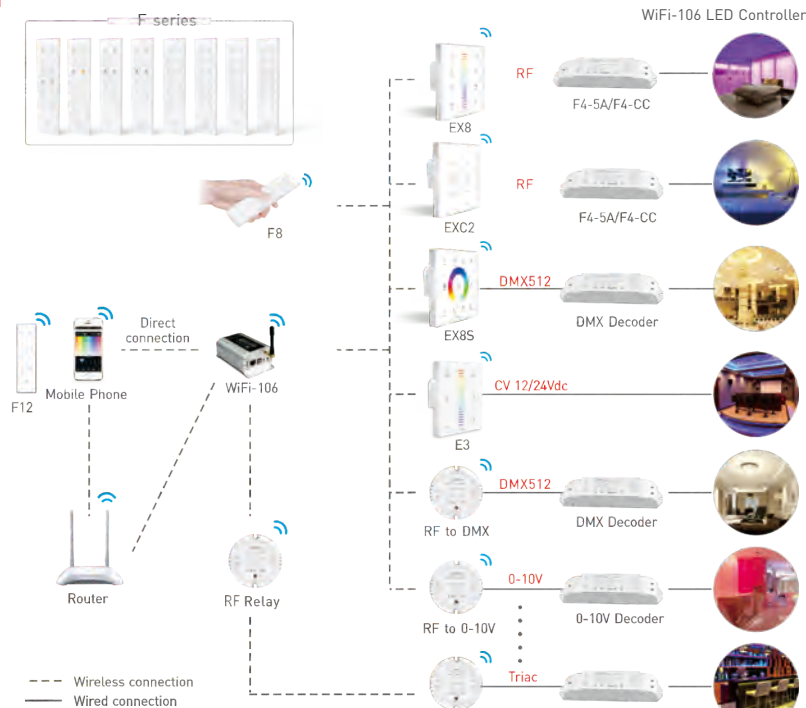 WiFi-106 LED Controller
F series
RF
F4-5A/F4-CC
EX8
RF
F4-5A/F4-CC
EXC2
F8
DMX512
DMX Decoder
EX8S
Direct
connection
F12
Mobile Phone
WiFi-106
CV 12/24Vdc
E3
DMX512
DMX Decoder
RF to DMX
Router
RF Relay
0-10V
0-10V Decoder
RF to 0-10V
Triac
Wireless connection
Wired connection